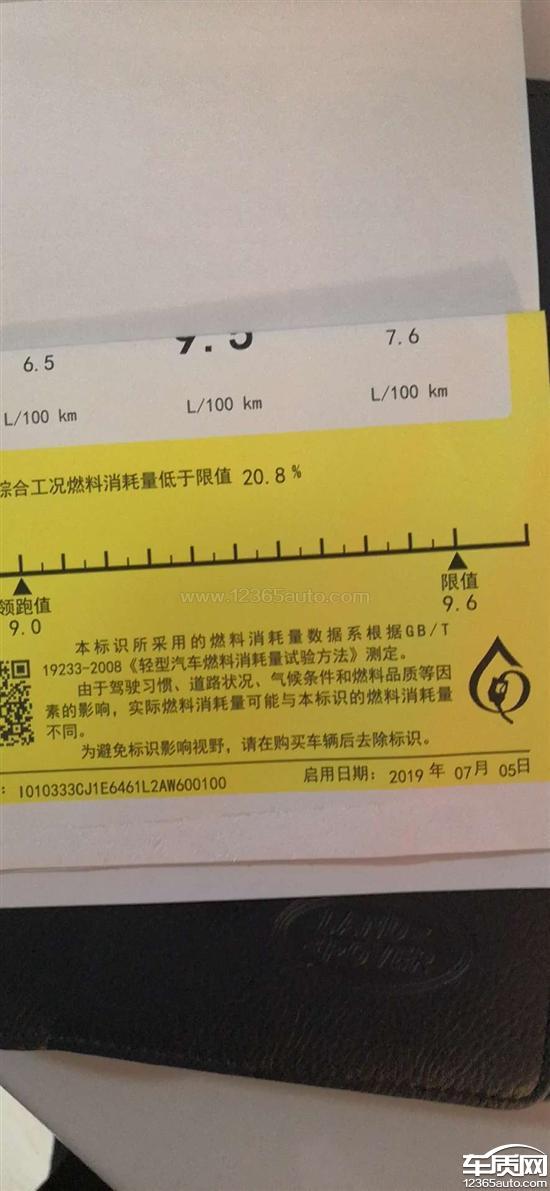 6.5 9.5 7.6
L/100 km L/100 km L/100 km
综合工况燃料消耗量低于限值 20.8%
领跑值 限值
9.0 9.6
www.12365auto.com
本标识所采用的燃料消耗量数据系根据GB/T
19233-2008《轻型汽车燃料消耗量试验方法》测定。
由于驾驶习惯、道路状况、气候条件和燃料品质等因
素的影响，实际燃料消耗量可能与本标识的燃料消耗量
不同。
为避免标识影响视野，请在购买车辆后去除标识。
: I010333CJ1E6461L2AW600100 启用日期: 2019 年 07月 05日
LAND-
ROVER
车质网
12365auto.com